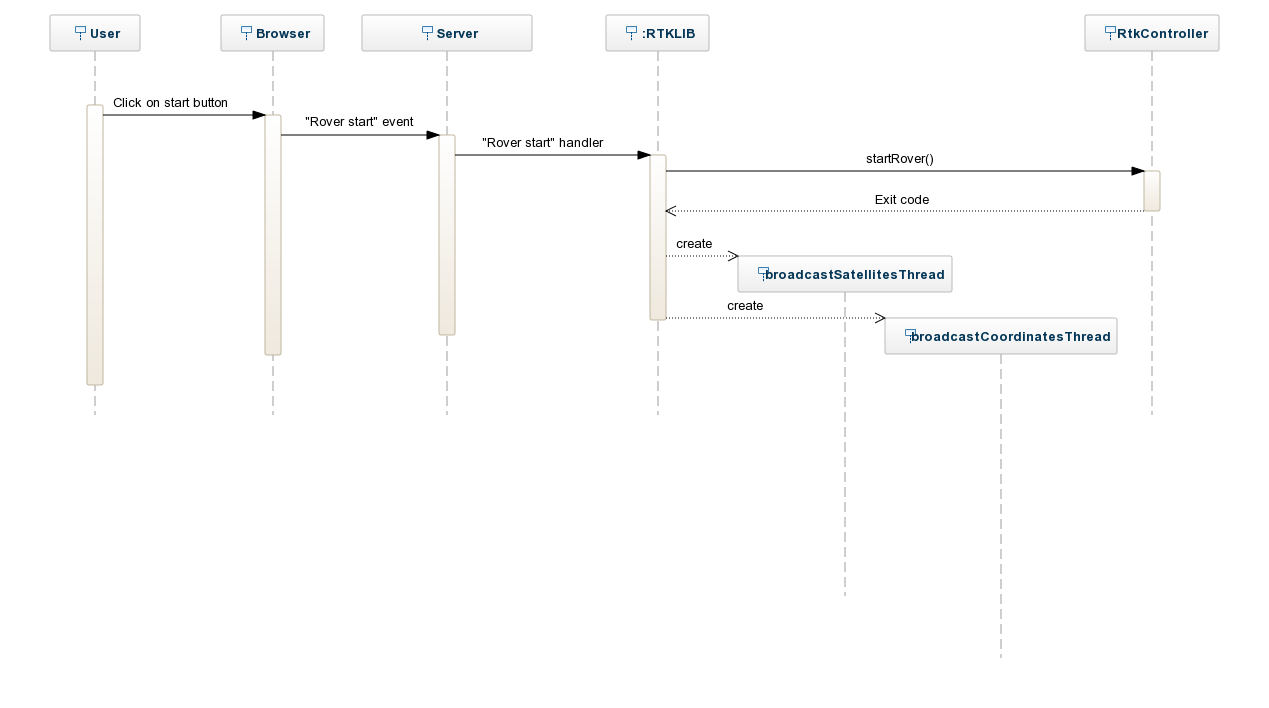 User
Browser
Server
:RTKLIB
RtkController
Click on start button
"Rover start" event
"Rover start" handler
startRover()
Exit code
create
broadcastSatellitesThread
create
broadcastCoordinatesThread